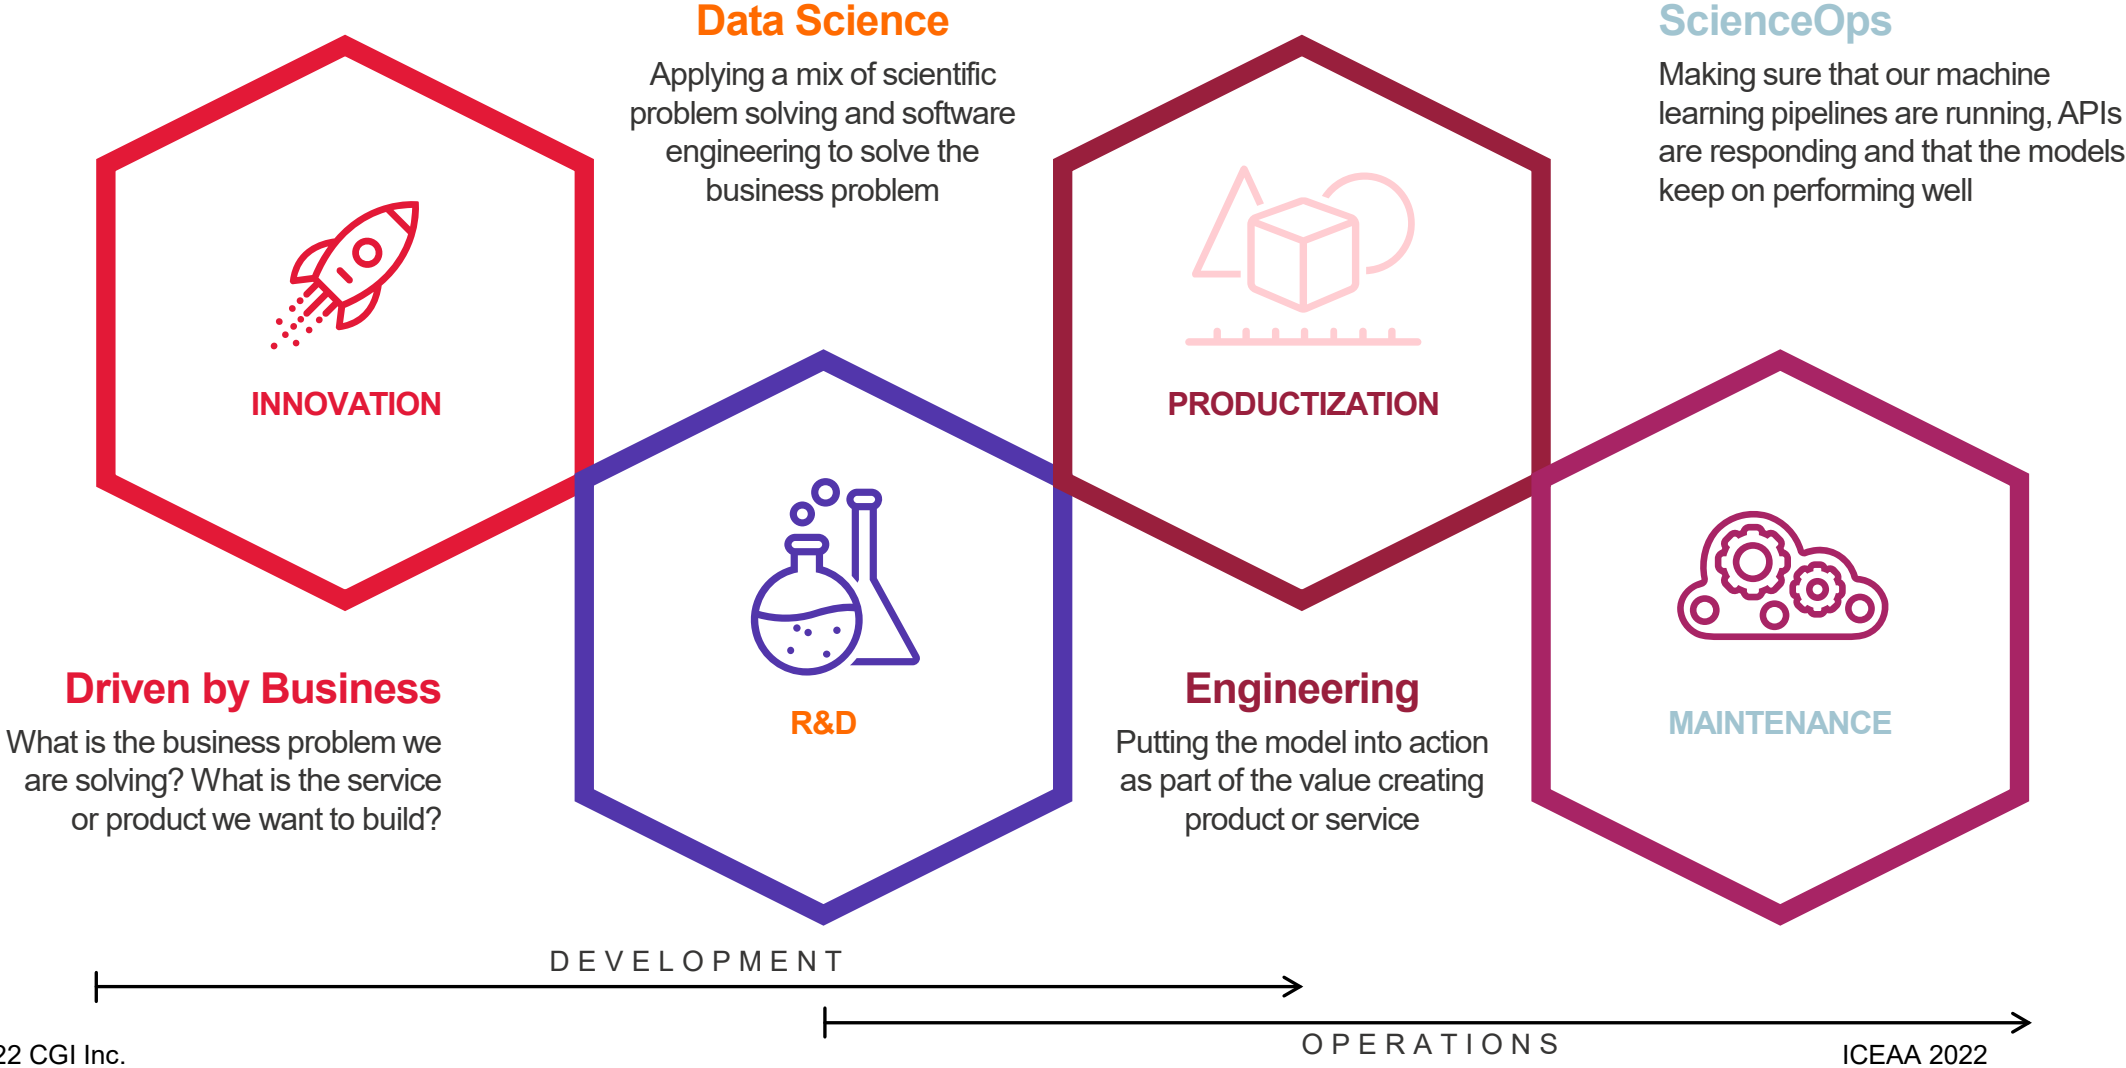 Data Science
Applying a mix of scientific
problem solving and software
engineering to solve the
business problem
ScienceOps
Making sure that our machine
learning pipelines are running, APIs
are responding and that the models
keep on performing well
INNOVATION
PRODUCTIZATION
Driven by Business
What is the business problem we
are solving? What is the service
or product we want to build?
R&D
Engineering
Putting the model into action
as part of the value creating
product or service
MAINTENANCE
DEVELOPMENT
OPERATIONS
22 CGI Inc.
ICEAA 2022